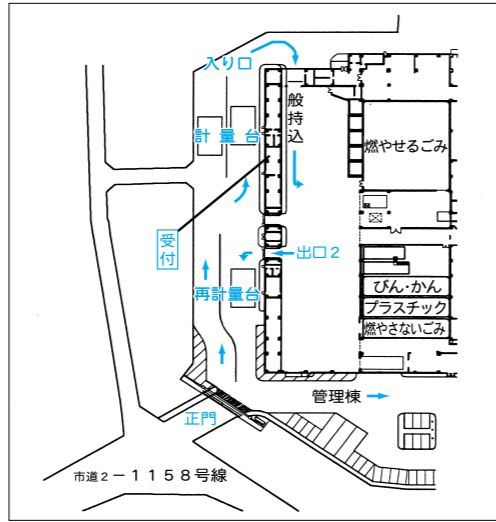 入り口
一般持込
計量台
燃やせるごみ
受付
出口2
再計量台
びん・かん
プラスチック
燃やさないごみ
管理棟
正門
市道2－1158号線